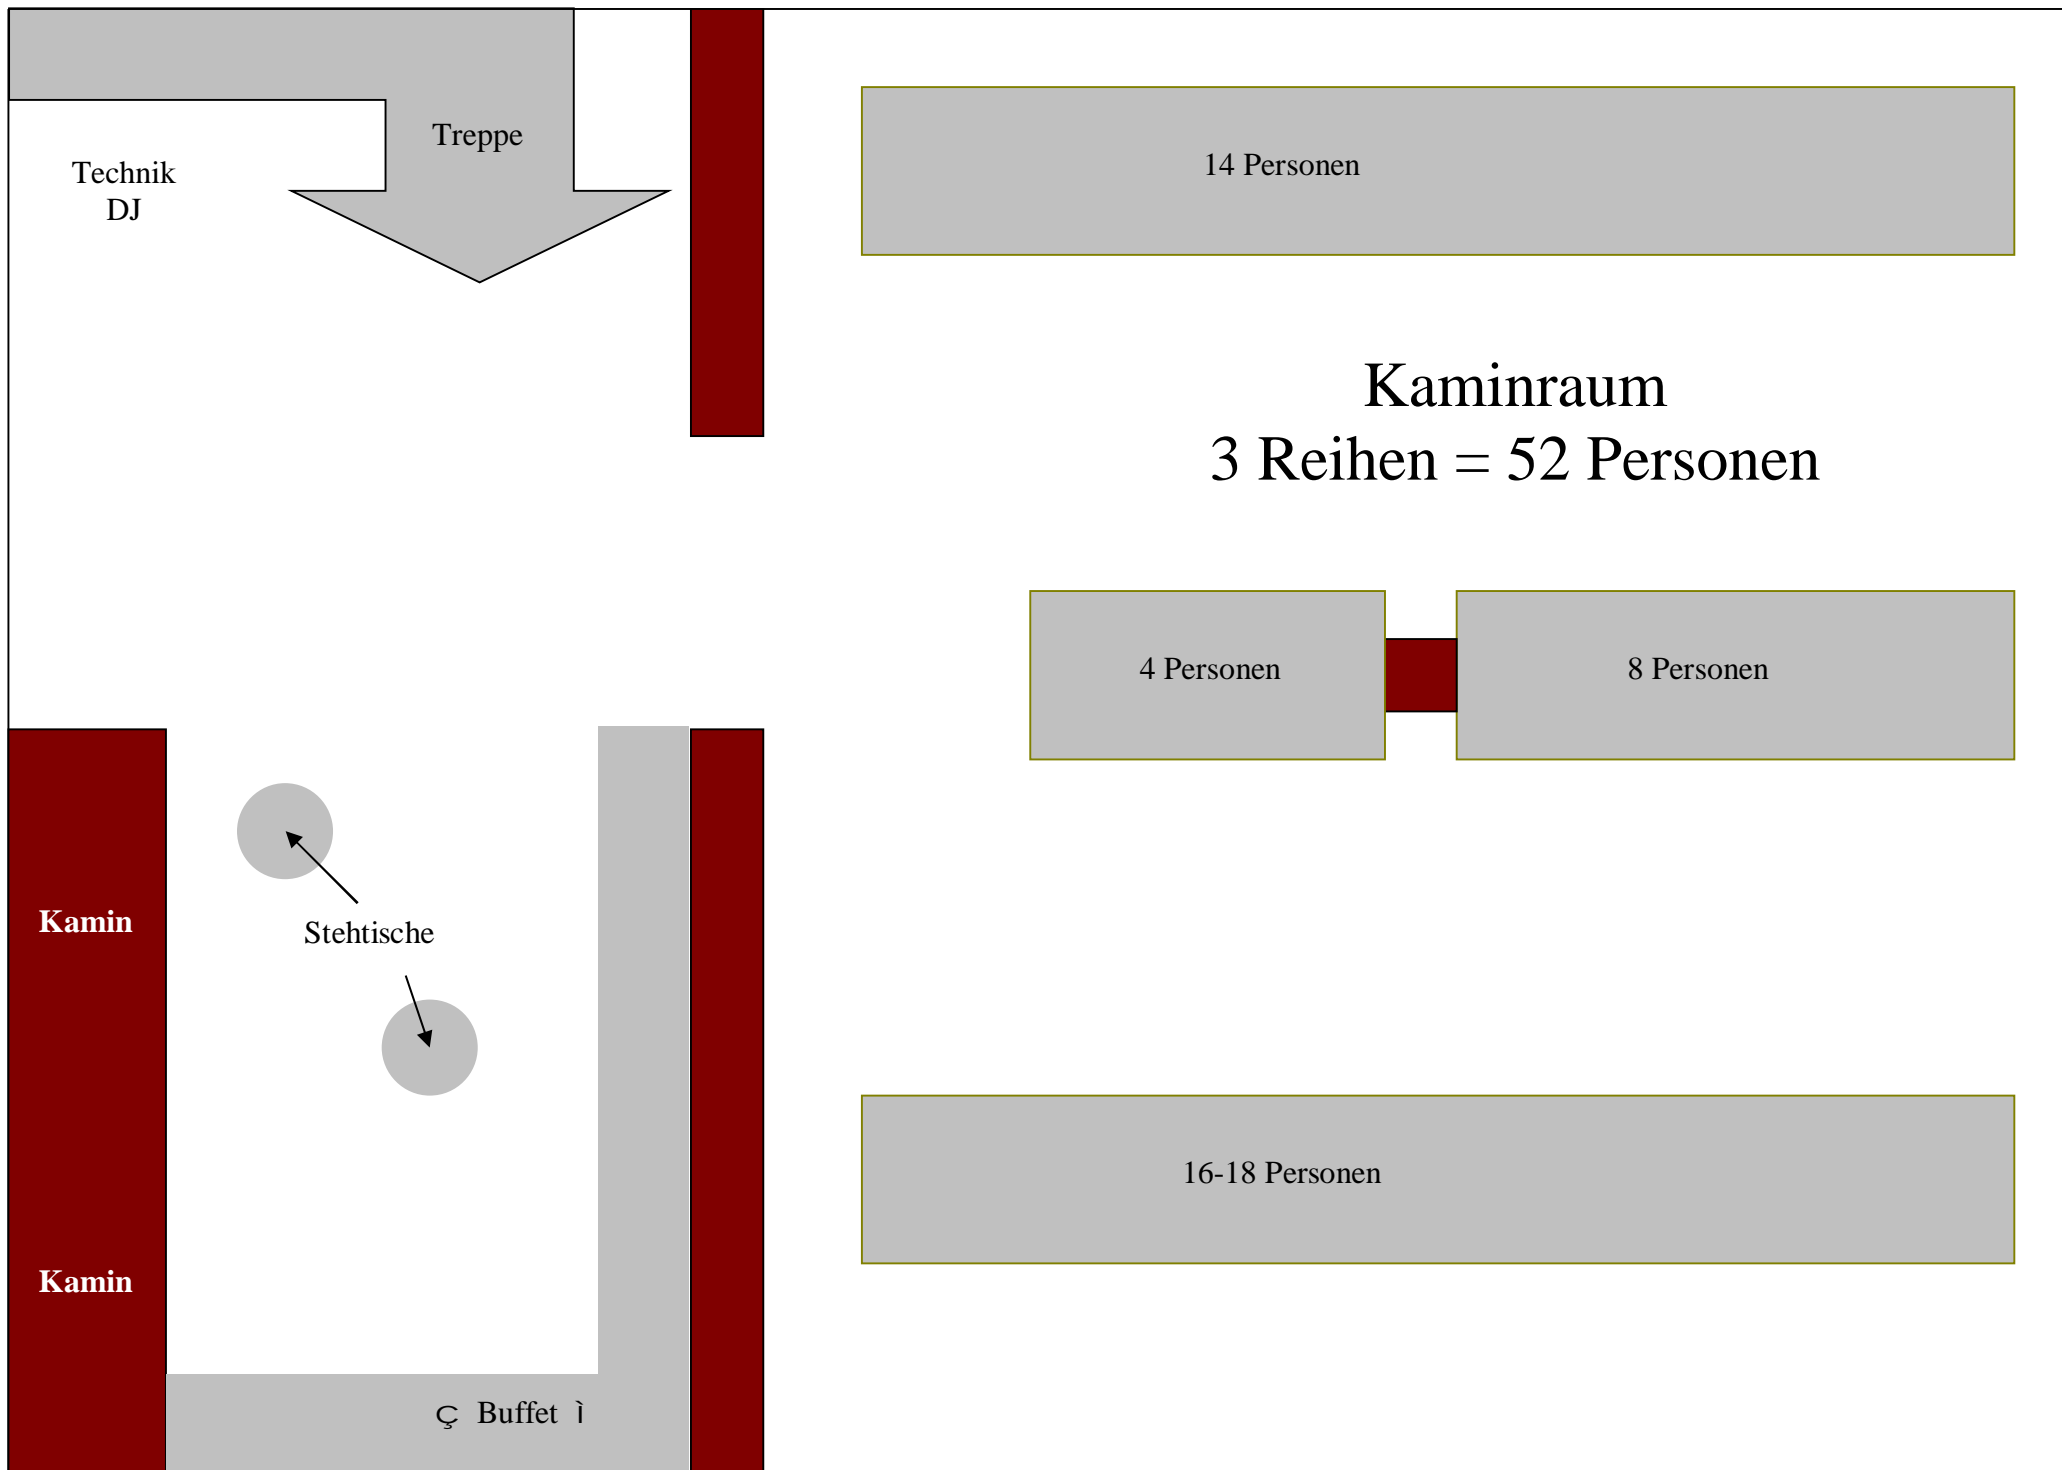 Treppe
Technik
DJ
14 Personen
Kaminraum
3 Reihen = 52 Personen
4 Personen
8 Personen
Kamin
Stehtische
16-18 Personen
Kamin
ç Buffet ì